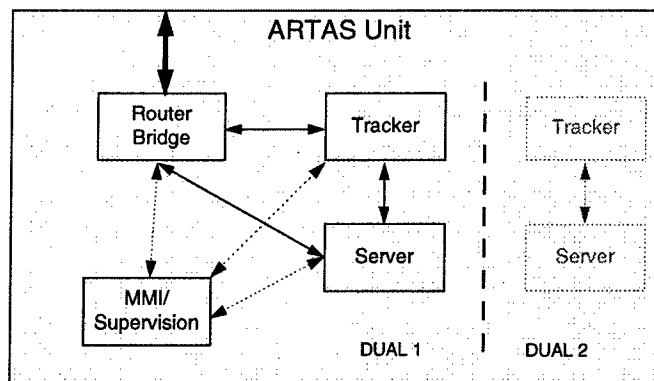 ARTAS Unit
Router
Bridge
Tracker
Tracker
Server
Server
MMI/
Supervision
DUAL 1
DUAL 2